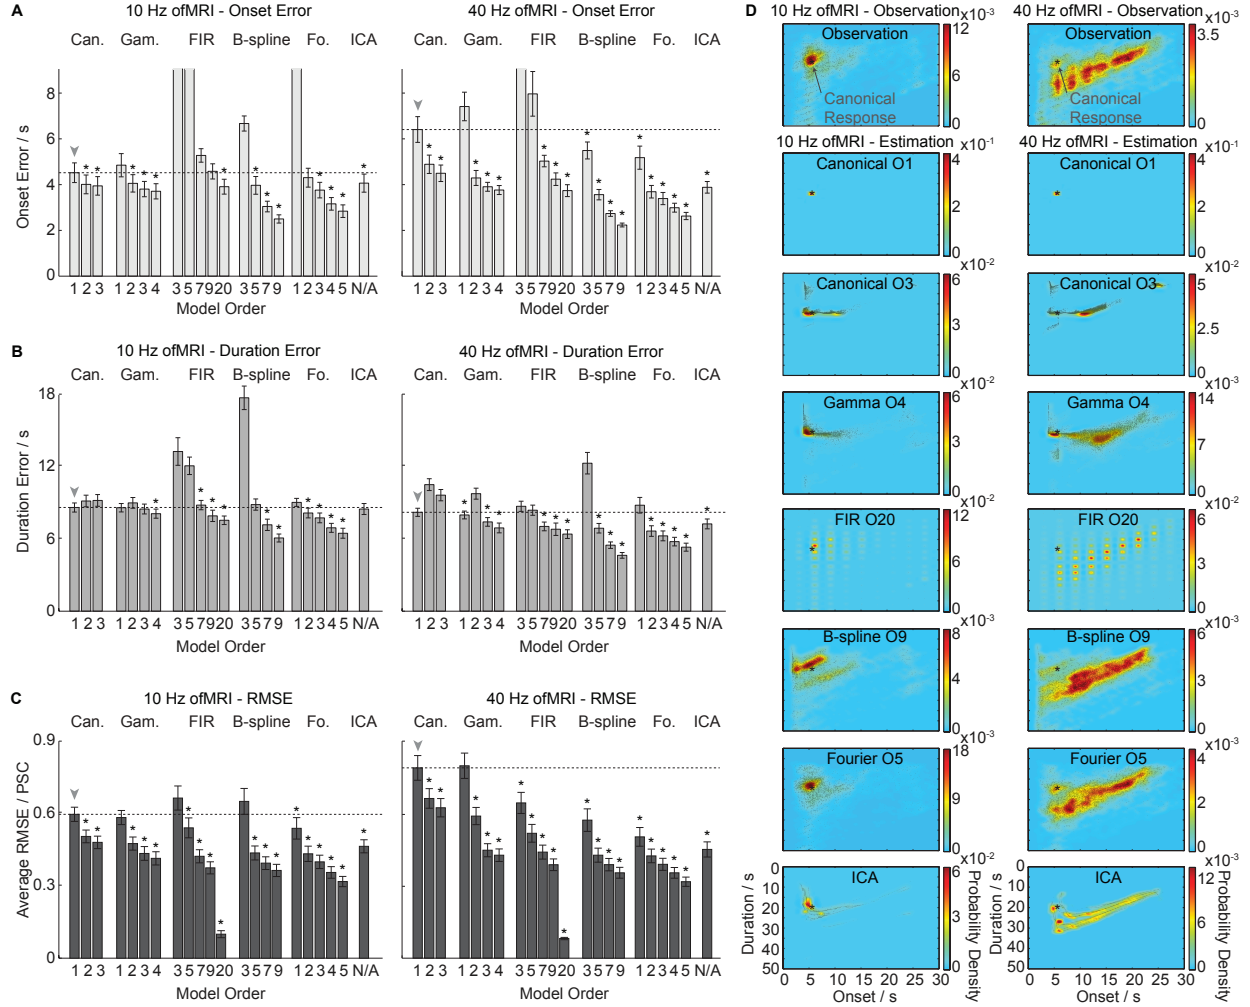 A
10 Hz ofMRI - Onset Error
Can. Gam. FIR B-spline Fo. ICA
Onset Error / s
8
6
4
2
0
1 2 3 1 2 3 4 3 5 7 9 20 3 5 7 9 1 2 3 4 5 N/A
Model Order
40 Hz ofMRI - Onset Error
Can. Gam. FIR B-spline Fo. ICA
1 2 3 1 2 3 4 3 5 7 9 20 3 5 7 9 1 2 3 4 5 N/A
Model Order
B
10 Hz ofMRI - Duration Error
Can. Gam. FIR B-spline Fo. ICA
Duration Error / s
18
12
6
0
1 2 3 1 2 3 4 3 5 7 9 20 3 5 7 9 1 2 3 4 5 N/A
Model Order
40 Hz ofMRI - Duration Error
Can. Gam. FIR B-spline Fo. ICA
1 2 3 1 2 3 4 3 5 7 9 20 3 5 7 9 1 2 3 4 5 N/A
Model Order
C
10 Hz ofMRI - RMSE
Can. Gam. FIR B-spline Fo. ICA
Average RMSE / PSC
0.9
0.6
0.3
0
1 2 3 1 2 3 4 3 5 7 9 20 3 5 7 9 1 2 3 4 5 N/A
Model Order
40 Hz ofMRI - RMSE
Can. Gam. FIR B-spline Fo. ICA
1 2 3 1 2 3 4 3 5 7 9 20 3 5 7 9 1 2 3 4 5 N/A
Model Order
D
10 Hz ofMRI - Observation
x10-3
Observation
Canonical
Response
12
6
0
40 Hz ofMRI - Observation
x10-3
Observation
Canonical
Response
3.5
2
0
10 Hz ofMRI - Estimation
x10-1
Canonical O1
4
2
0
40 Hz ofMRI - Estimation
x10-1
Canonical O1
4
2
0
x10-2
Canonical O3
6
3
0
x10-2
Canonical O3
5
2.5
0
x10-2
Gamma O4
6
3
0
x10-3
Gamma O4
14
7
0
x10-2
FIR O20
12
6
0
x10-2
FIR O20
6
3
0
x10-3
B-spline O9
8
4
0
x10-3
B-spline O9
6
3
0
x10-3
Fourier O5
18
9
0
x10-3
Fourier O5
4
2
0
x10-2
ICA
6
3
0
Probability Density
Duration / s
0
10
20
30
40
50
0 5 10 15 20 25 30
Onset / s
x10-3
ICA
12
6
0
Probability Density
Duration / s
0
10
20
30
40
50
0 5 10 15 20 25 30
Onset / s